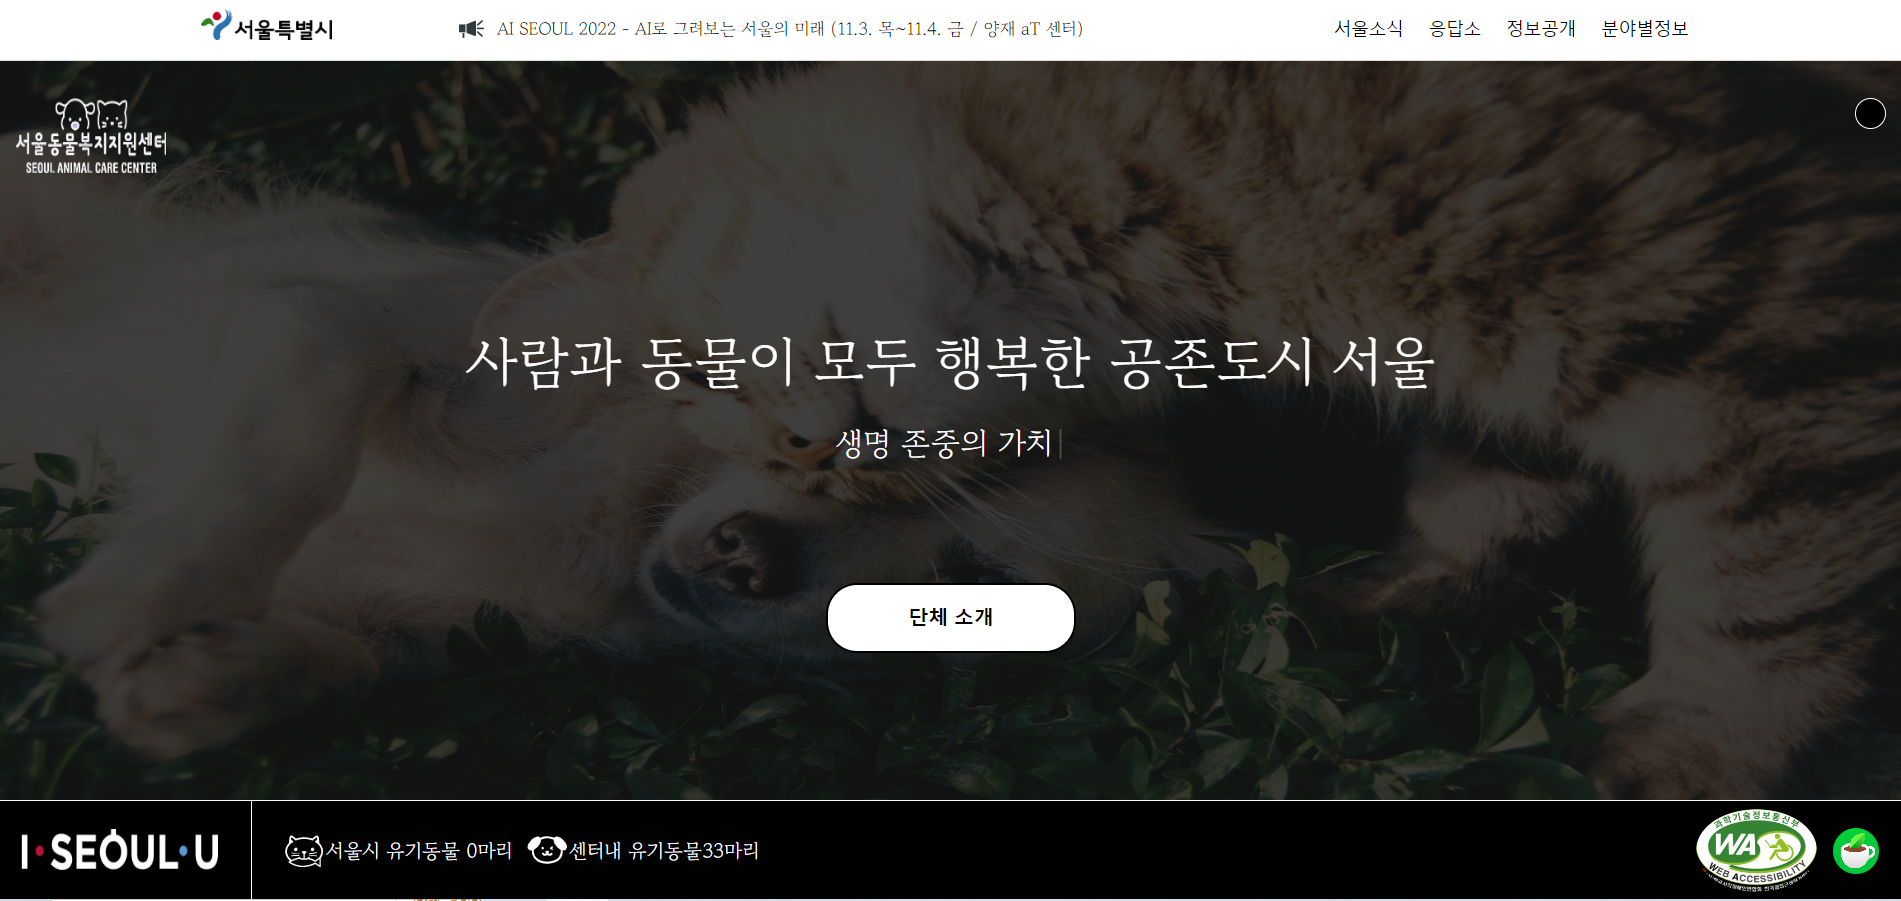 서울특별시
AI SEOUL 2022 - AI로 그려보는 서울의 미래 (11.3. 목~11.4. 금 / 양재 aT 센터)
서울소식 응답소 정보공개 분야별정보
서울동물복지지원센터
SEOUL ANIMAL CARE CENTER
사람과 동물이 모두 행복한 공존도시 서울
생명 존중의 가치
단체 소개
I·SEOUL·U
서울시 유기동물 0마리 센터내 유기동물33마리
과학기술정보통신부
WA
WEB ACCESSIBILITY